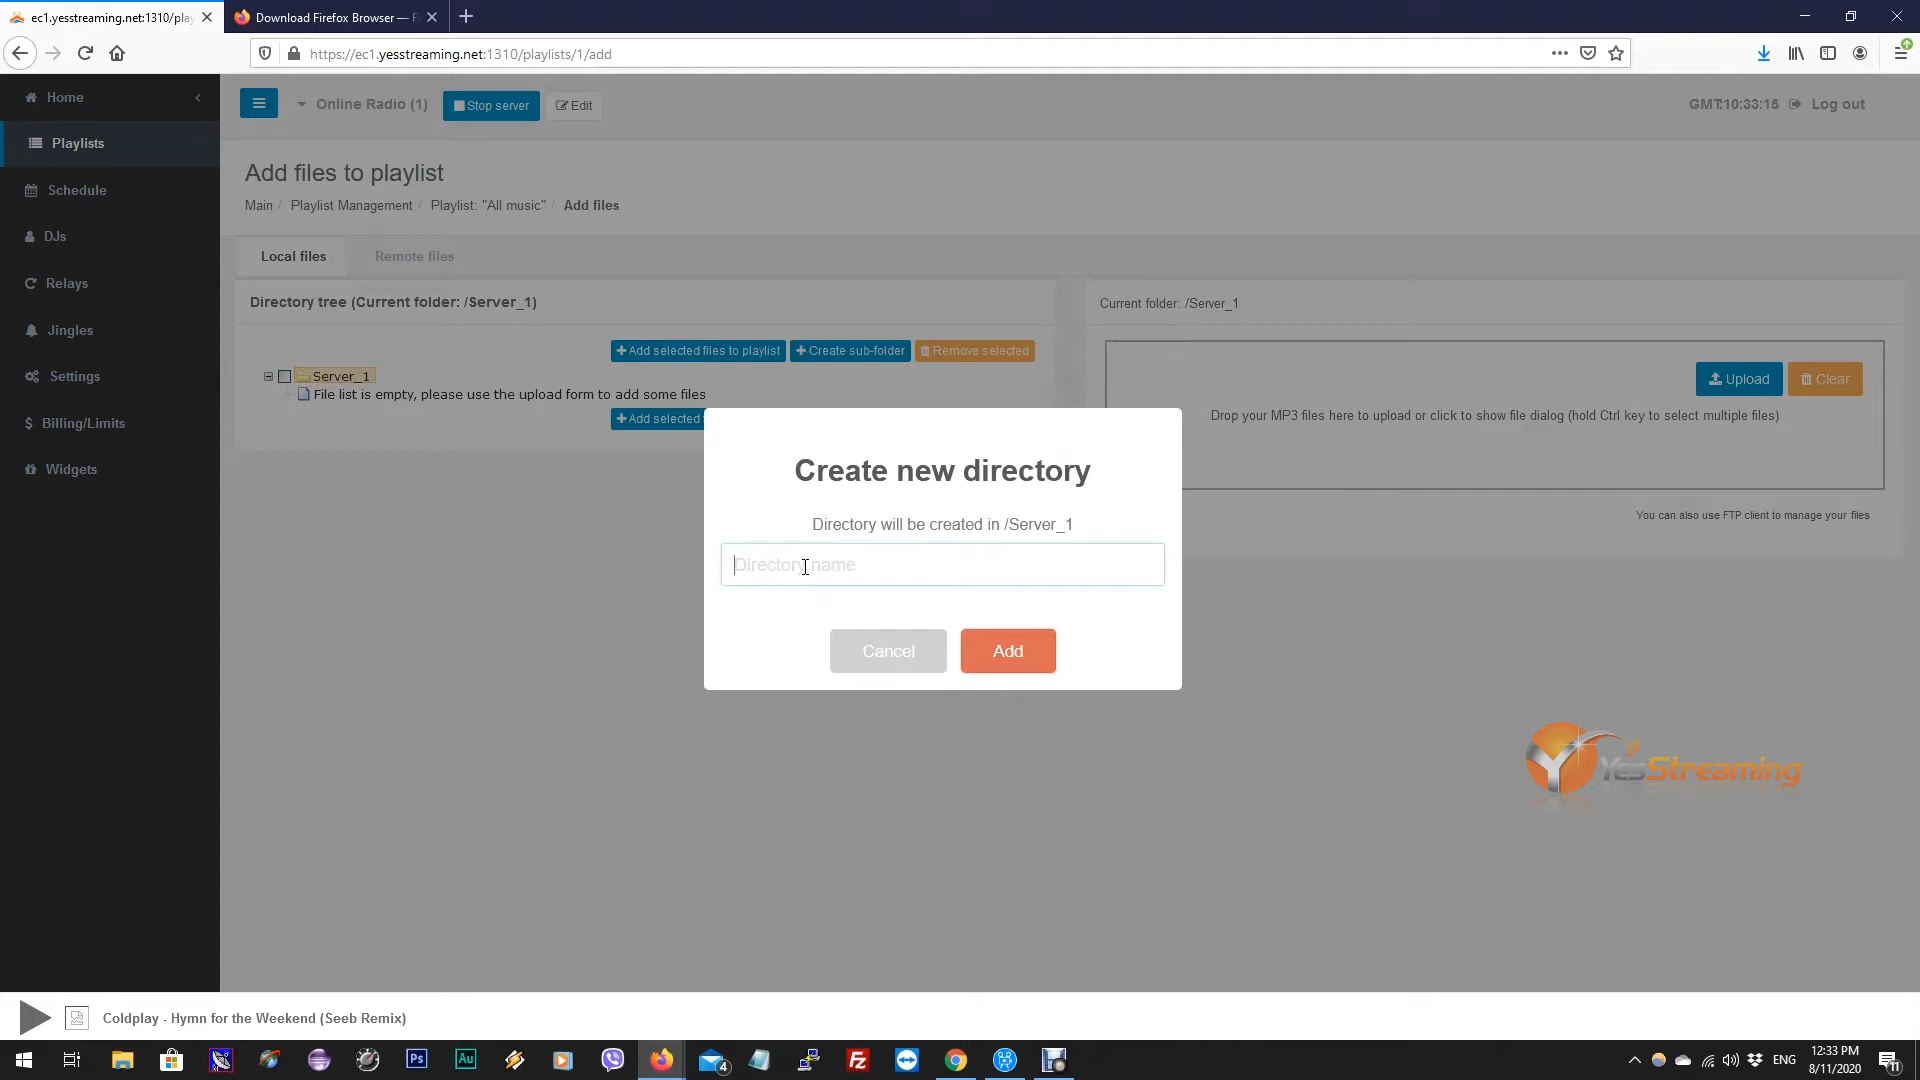 ec1.yesstreaming.net:1310/play
Download Firefox Browser — F
https://ec1.yesstreaming.net:1310/playlists/1/add
Home
Online Radio (1)
Stop server
Edit
GMT:10:33:15
Log out
Playlists
Schedule
DJs
Relays
Jingles
Settings
Billing/Limits
Widgets
Add files to playlist
Main / Playlist Management / Playlist: "All music" / Add files
Local files
Remote files
Directory tree (Current folder: /Server_1)
Add selected files to playlist
Create sub-folder
Remove selected
Server_1
File list is empty, please use the upload form to add some files
Add selected
Current folder: /Server_1
Upload
Clear
Drop your MP3 files here to upload or click to show file dialog (hold Ctrl key to select multiple files)
You can also use FTP client to manage your files
Create new directory
Directory will be created in /Server_1
Directory name
Cancel
Add
YesStreaming
Coldplay - Hymn for the Weekend (Seeb Remix)
Ps
Au
4
FZ
ENG
12:33 PM
8/11/2020
11